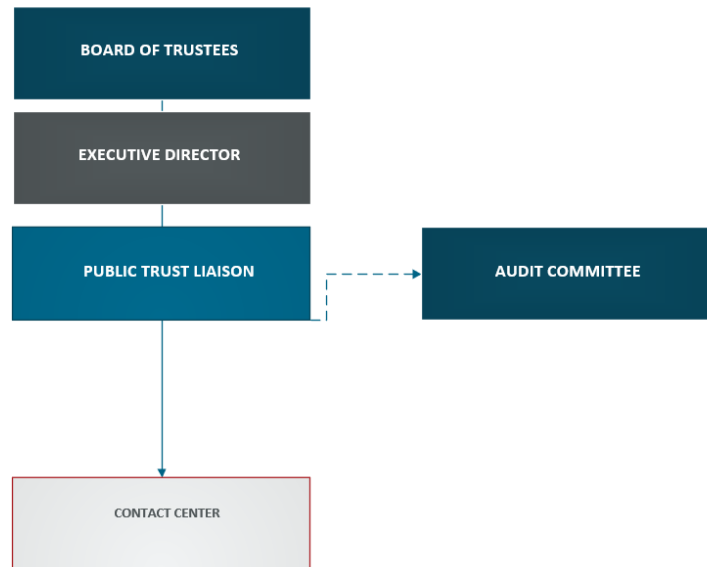 BOARD OF TRUSTEES
EXECUTIVE DIRECTOR
PUBLIC TRUST LIAISON
AUDIT COMMITTEE
CONTACT CENTER